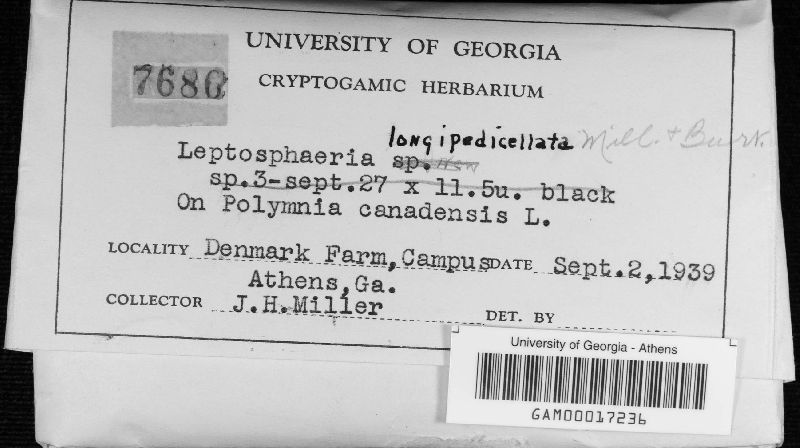 UNIVERSITY OF GEORGIA
7680
CRYPTOGAMIC HERBARIUM
longipedicellata Mill. + Burt.
Leptosphaeria sp.
sp.3-sept.27 x 11.5u. black
On Polymnia canadensis L.
LOCALITY Denmark Farm, Campus DATE Sept.2,1939
Athens, Ga.
COLLECTOR J.H.Miller
DET. BY
University of Georgia - Athens
GAM00017236